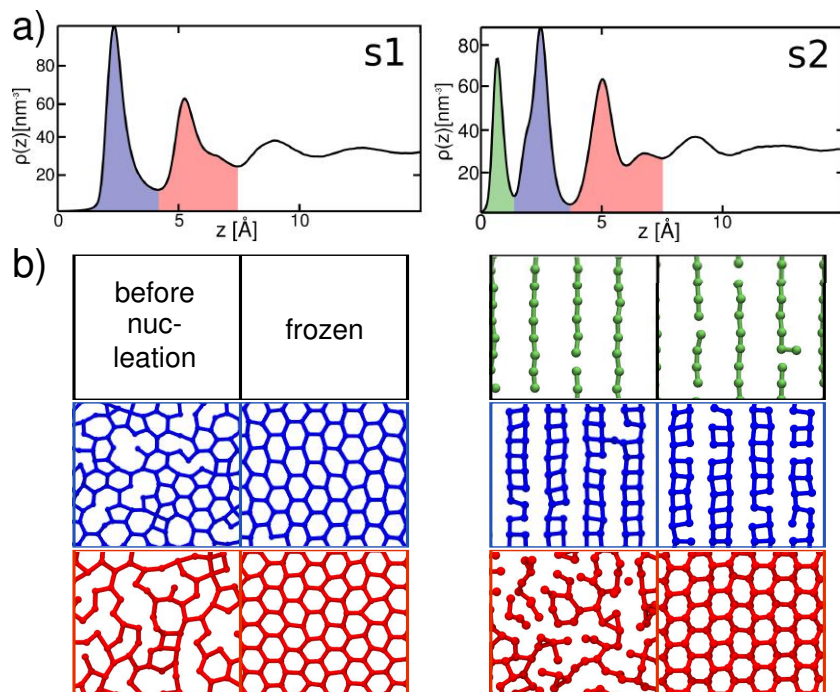 a)
s1
80
60
40
20
ρ(z)[nm⁻³]
0
5
10
z [Å]
s2
80
60
40
20
ρ(z)[nm⁻³]
0
5
10
z [Å]
b)
before
nuc-
leation
frozen